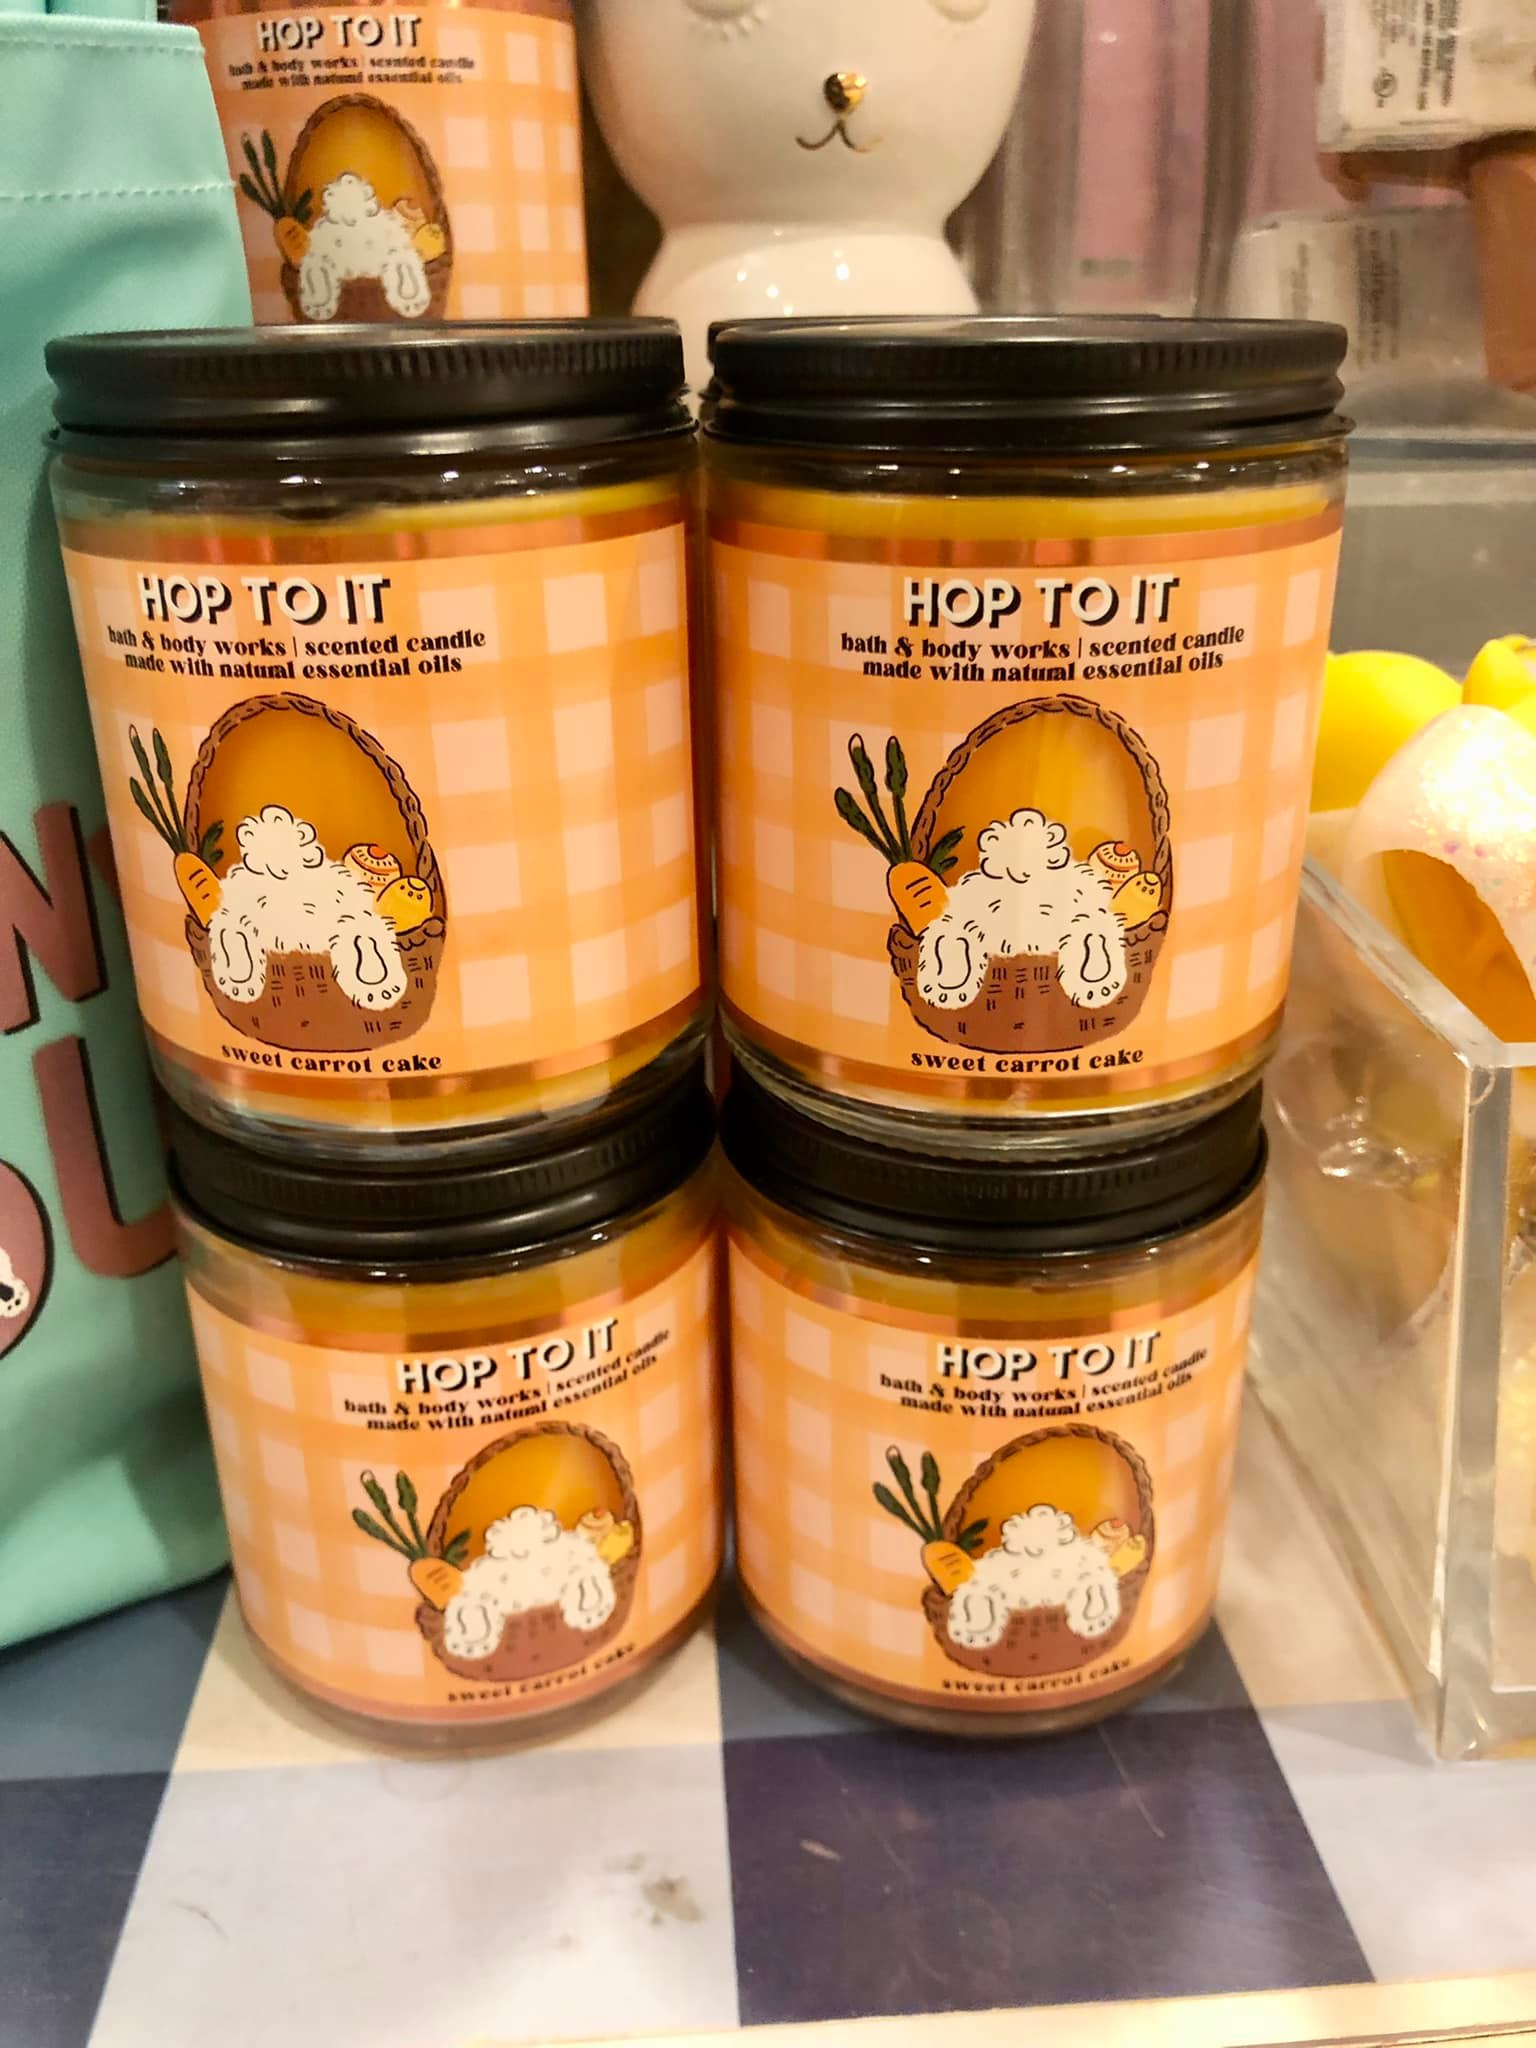 HOP TO IT
bath & body works | scented candle
made with natural essential oils
HOP TO IT
bath & body works | scented candle
made with natural essential oils
sweet carrot cake
HOP TO IT
bath & body works | scented candle
made with natural essential oils
sweet carrot cake
HOP TO IT
bath & body works | scented candle
made with natural essential oils
sweet carrot cake
HOP TO IT
bath & body works | scented candle
made with natural essential oils
sweet carrot cake